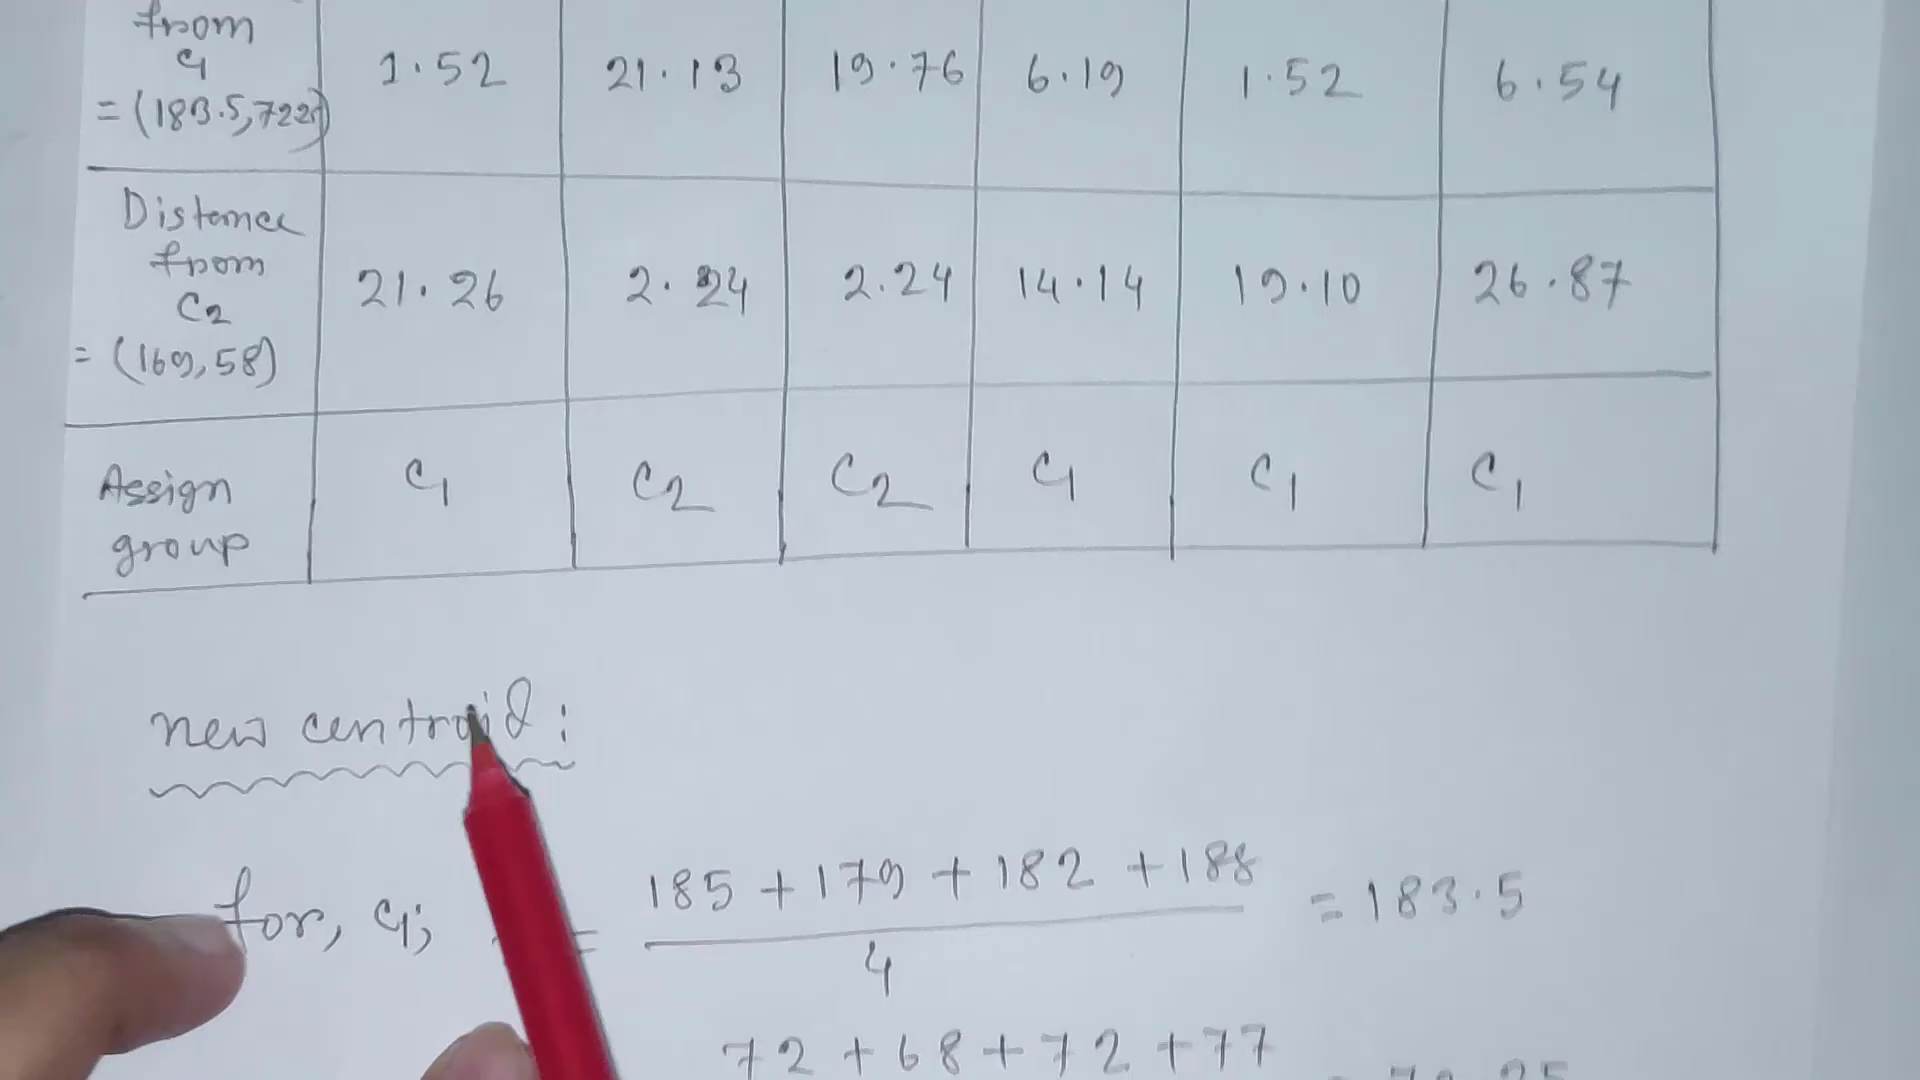 from
C1
= (183.5,722) 1.52 21.13 19.76 6.19 1.52 6.54
Distance
from
C2
= (169,58) 21.26 2.24 2.24 14.14 19.10 26.87
Assign
group C1 C2 C2 C1 C1 C1
new centroid:
for, C1; = 185 + 179 + 182 + 188 = 183.5
4
72 + 68 + 72 + 77